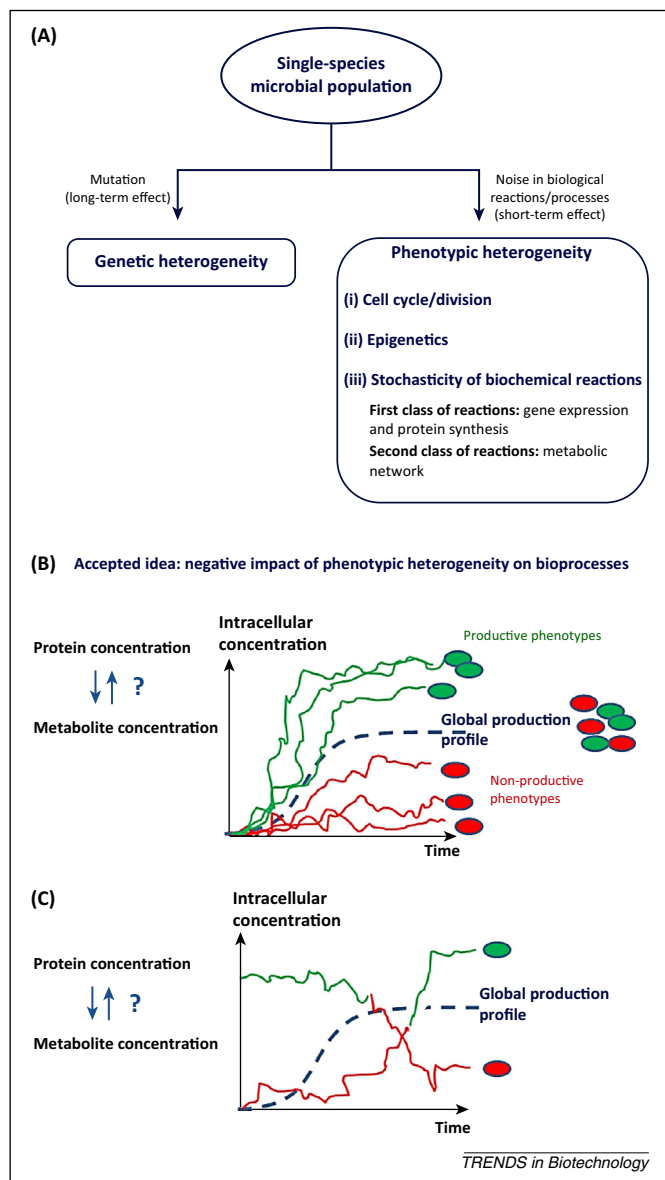 (A)
Single-species
microbial population
Mutation
(long-term effect)
Noise in biological
reactions/processes
(short-term effect)
Genetic heterogeneity
Phenotypic heterogeneity
(i) Cell cycle/division
(ii) Epigenetics
(iii) Stochasticity of biochemical reactions
First class of reactions: gene expression
and protein synthesis
Second class of reactions: metabolic
network
(B) Accepted idea: negative impact of phenotypic heterogeneity on bioprocesses
Intracellular
concentration
Productive phenotypes
Protein concentration
?
Metabolite concentration
Global production
profile
Non-productive
phenotypes
Time
(C)
Intracellular
concentration
Protein concentration
?
Metabolite concentration
Global production
profile
Time
TRENDS in Biotechnology